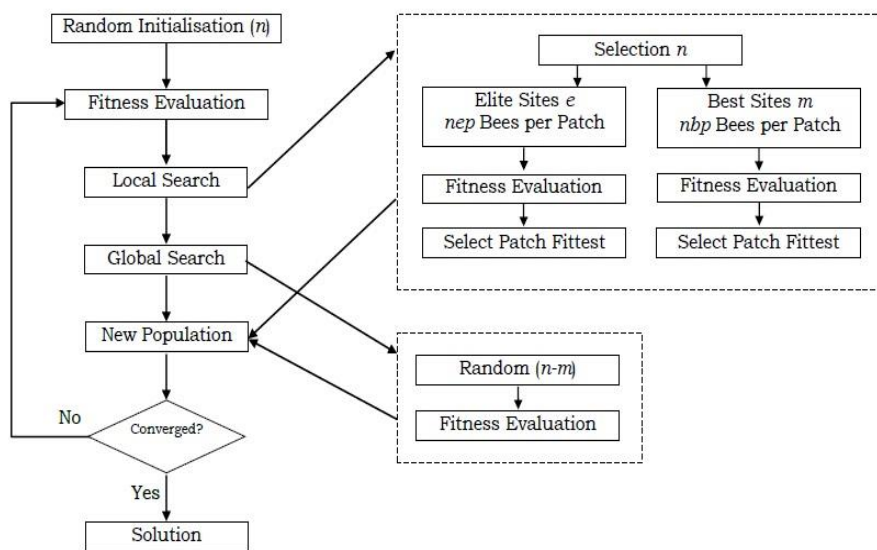 Random Initialisation (n)
Fitness Evaluation
Local Search
Global Search
New Population
Converged?
No
Yes
Solution
Selection n
Elite Sites e
nep Bees per Patch
Fitness Evaluation
Select Patch Fittest
Best Sites m
nbp Bees per Patch
Fitness Evaluation
Select Patch Fittest
Random (n-m)
Fitness Evaluation